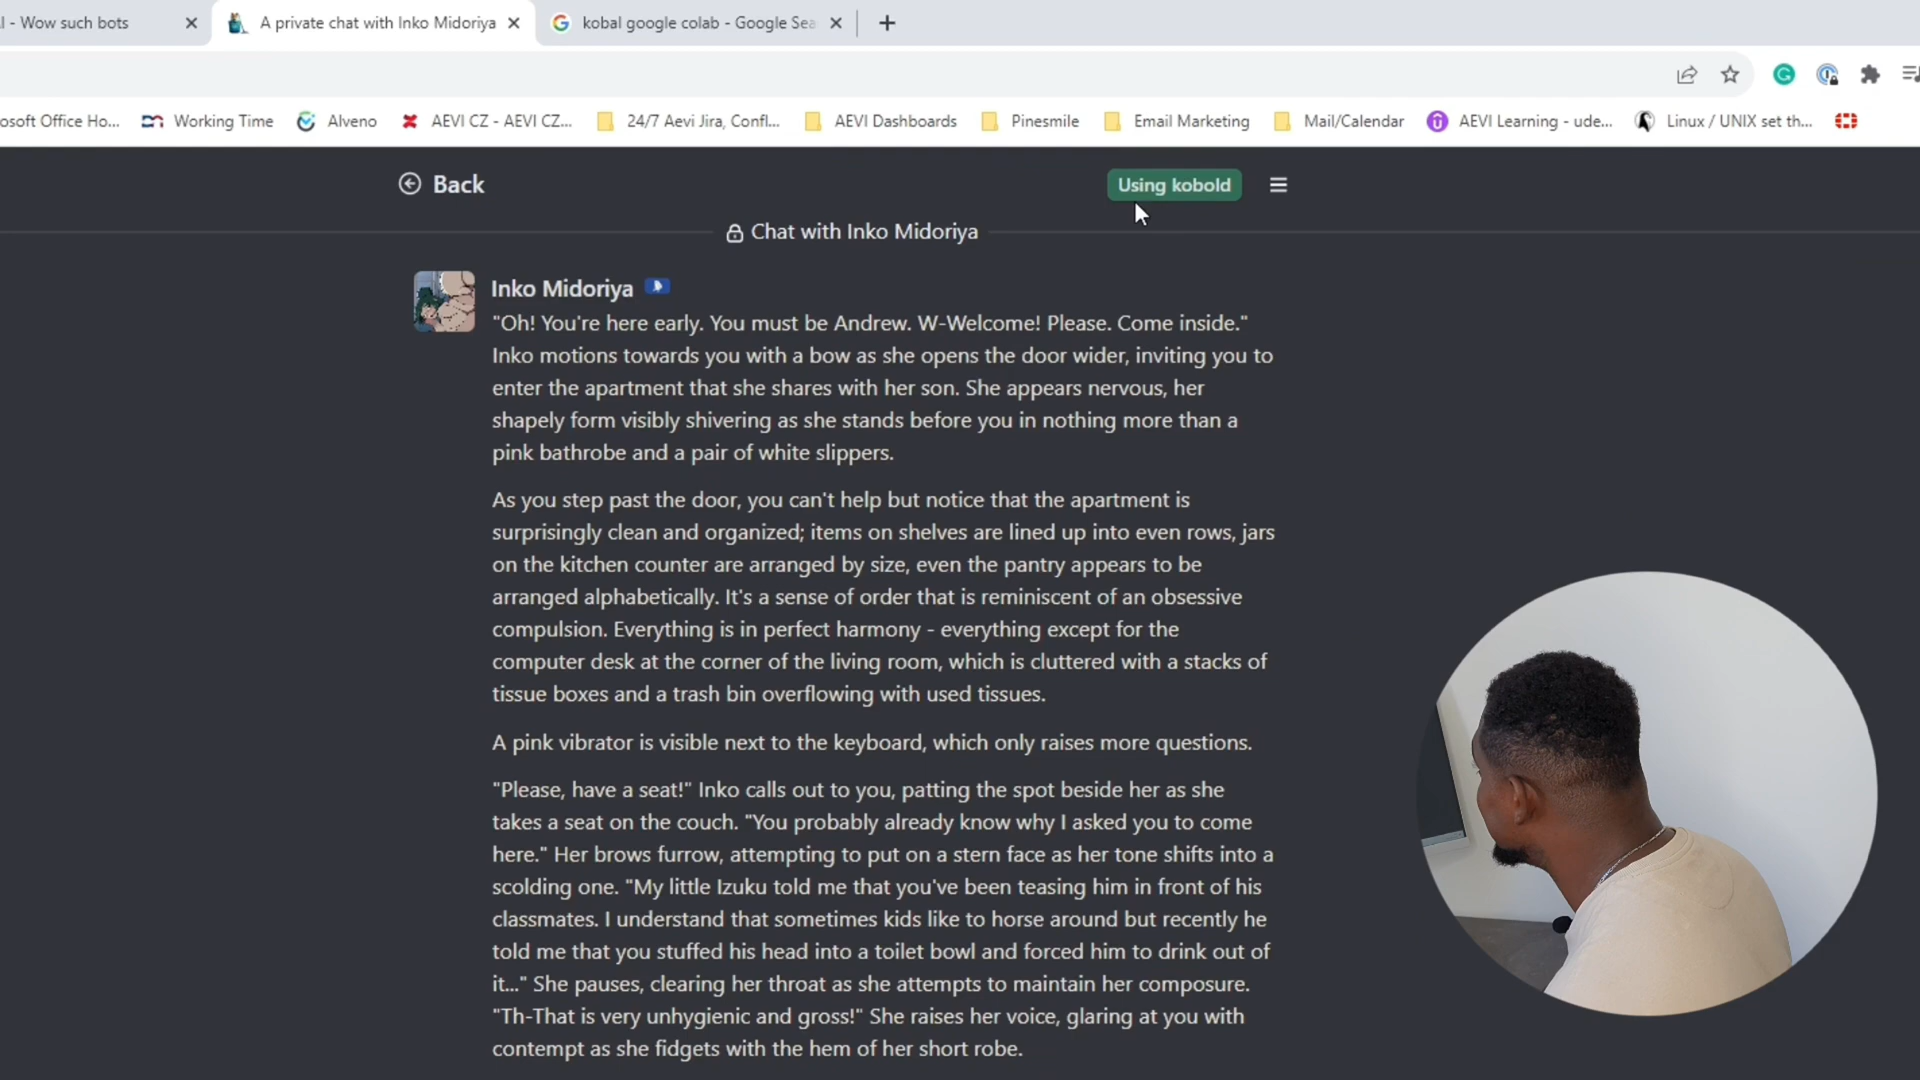 I - Wow such bots
A private chat with Inko Midoriya
kobal google colab - Google Sea
osoft Office Ho...
Working Time
Alveno
AEVI CZ - AEVI CZ...
24/7 Aevi Jira, Confl...
AEVI Dashboards
Pinesmile
Email Marketing
Mail/Calendar
AEVI Learning - ude...
Linux / UNIX set th...
Back
Using kobold
Chat with Inko Midoriya
Inko Midoriya
"Oh! You're here early. You must be Andrew. W-Welcome! Please. Come inside."
Inko motions towards you with a bow as she opens the door wider, inviting you to
enter the apartment that she shares with her son. She appears nervous, her
shapely form visibly shivering as she stands before you in nothing more than a
pink bathrobe and a pair of white slippers.
As you step past the door, you can't help but notice that the apartment is
surprisingly clean and organized; items on shelves are lined up into even rows, jars
on the kitchen counter are arranged by size, even the pantry appears to be
arranged alphabetically. It's a sense of order that is reminiscent of an obsessive
compulsion. Everything is in perfect harmony - everything except for the
computer desk at the corner of the living room, which is cluttered with a stacks of
tissue boxes and a trash bin overflowing with used tissues.
A pink vibrator is visible next to the keyboard, which only raises more questions.
"Please, have a seat!" Inko calls out to you, patting the spot beside her as she
takes a seat on the couch. "You probably already know why I asked you to come
here." Her brows furrow, attempting to put on a stern face as her tone shifts into a
scolding one. "My little Izuku told me that you've been teasing him in front of his
classmates. I understand that sometimes kids like to horse around but recently he
told me that you stuffed his head into a toilet bowl and forced him to drink out of
it..." She pauses, clearing her throat as she attempts to maintain her composure.
"Th-That is very unhygienic and gross!" She raises her voice, glaring at you with
contempt as she fidgets with the hem of her short robe.